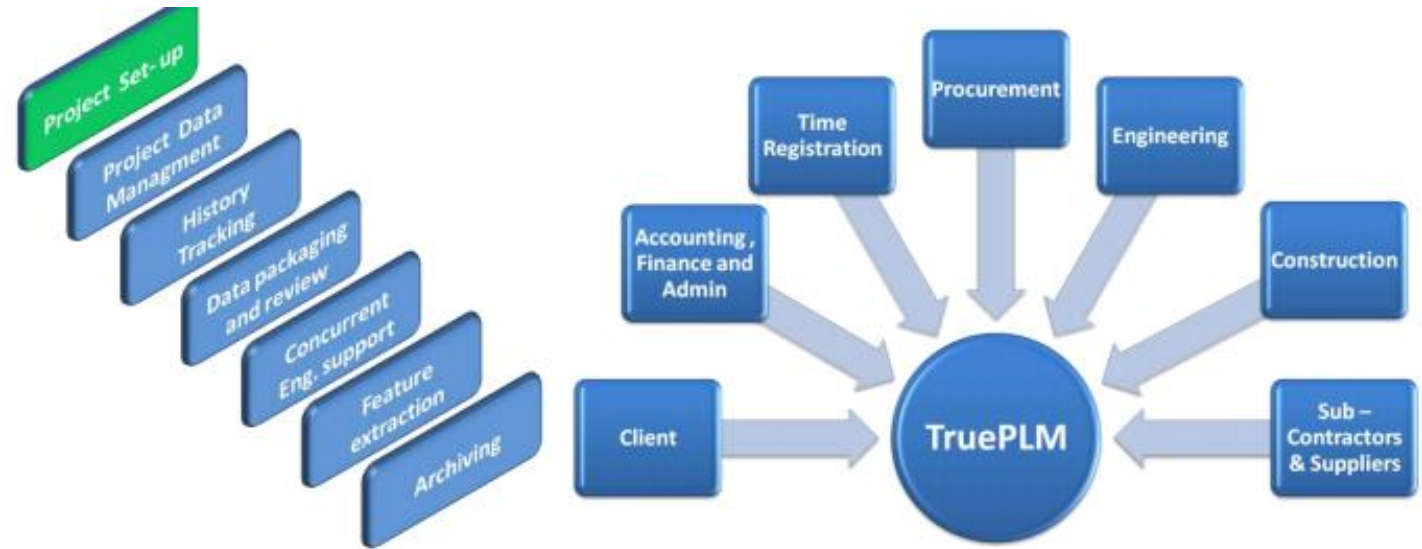 Project Set-up
Project Data
Managment
History
Tracking
Data packaging
and review
Concurrent
Eng. support
Feature
extraction
Archiving
Client
Accounting ,
Finance and
Admin
Time
Registration
Procurement
Engineering
Construction
Sub –
Contractors
& Suppliers
TruePLM